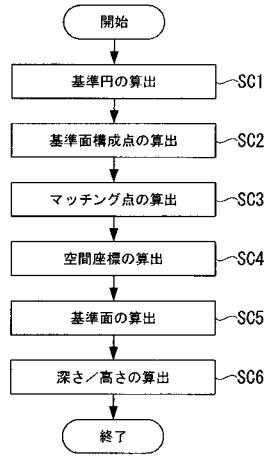 開始
基準円の算出 SC1
基準面構成点の算出 SC2
マッチング点の算出 SC3
空間座標の算出 SC4
基準面の算出 SC5
深さ／高さの算出 SC6
終了